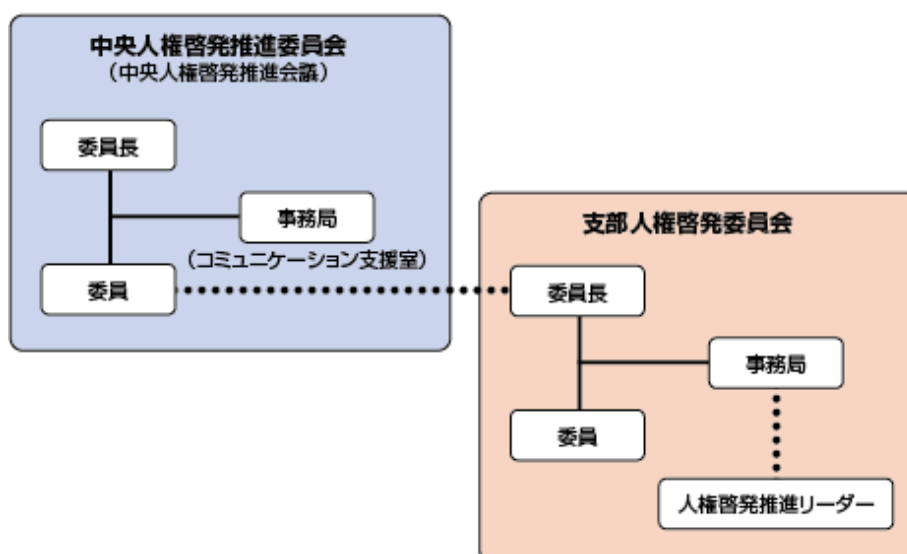 中央人権啓発推進委員会
（中央人権啓発推進会議）
委員長
事務局
（コミュニケーション支援室）
委員
支部人権啓発委員会
委員長
事務局
委員
人権啓発推進リーダー